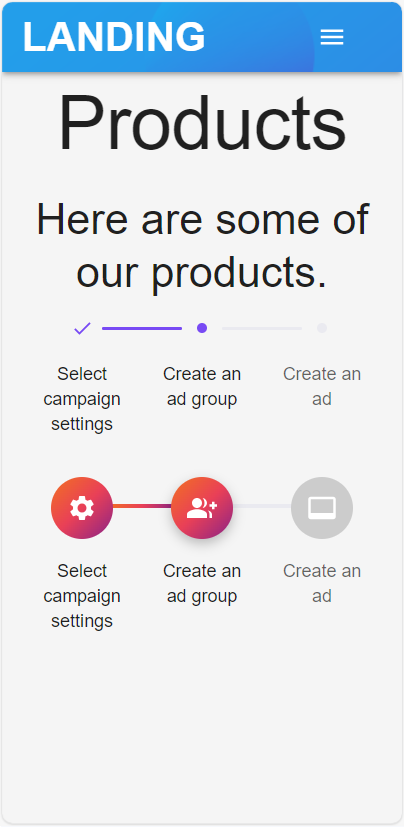 LANDING
Products
Here are some of
our products.
Select
campaign
settings
Create an
ad group
Create an
ad
Select
campaign
settings
Create an
ad group
Create an
ad